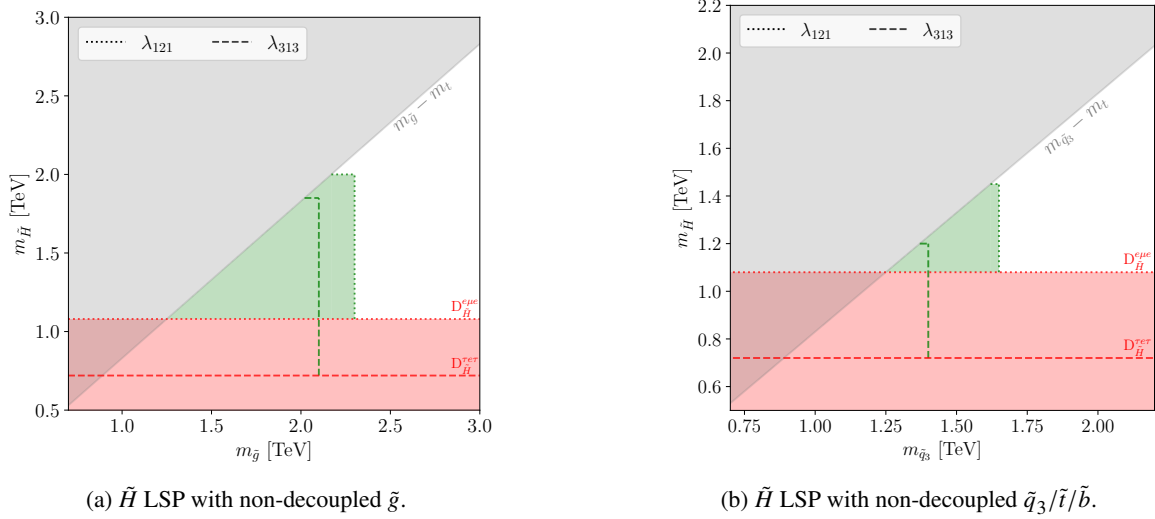 λ₁₂₁ λ₃₁₃
m_g̃ − m_t
D_H̃^{eμe}
D_H̃^{τeτ}
3.0
2.5
2.0
1.5
1.0
0.5
m_H̃ [TeV]
1.0 1.5 2.0 2.5 3.0
m_g̃ [TeV]
(a) H̃ LSP with non-decoupled g̃.
λ₁₂₁ λ₃₁₃
m_q̃₃ − m_t
D_H̃^{eμe}
D_H̃^{τeτ}
2.2
2.0
1.8
1.6
1.4
1.2
1.0
0.8
0.6
m_H̃ [TeV]
0.75 1.00 1.25 1.50 1.75 2.00
m_q̃₃ [TeV]
(b) H̃ LSP with non-decoupled q̃₃/t̃/b̃.